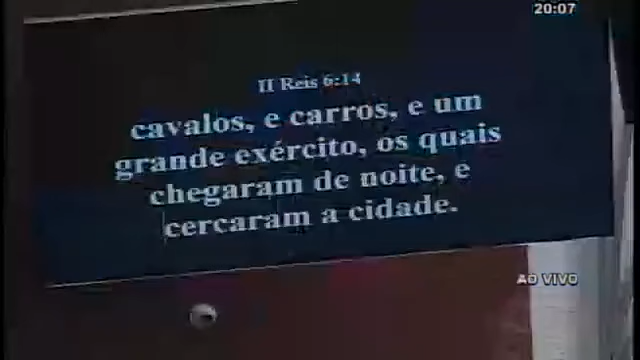 20:07
II Reis 6:14
cavalos, e carros, e um
grande exército, os quais
chegaram de noite, e
cercaram a cidade.
AO VIVO